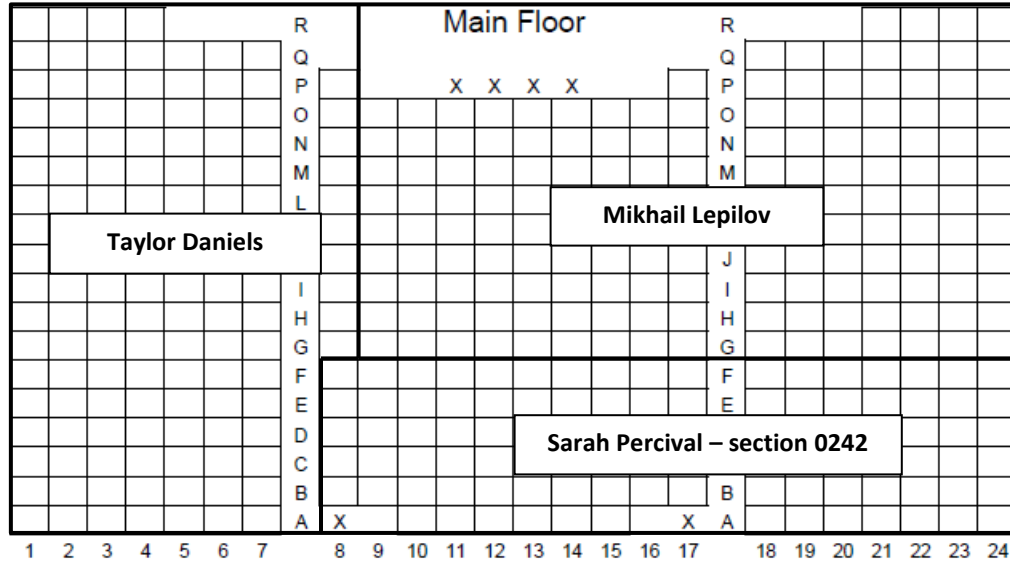 R Main Floor R
Q Q
P X X X X P
O O
N N
M M
L
Mikhail Lepilov
Taylor Daniels
J
I I
H H
G G
F F
E E
D
Sarah Percival – section 0242
C
B B
A X X A
1 2 3 4 5 6 7 8 9 10 11 12 13 14 15 16 17 18 19 20 21 22 23 24